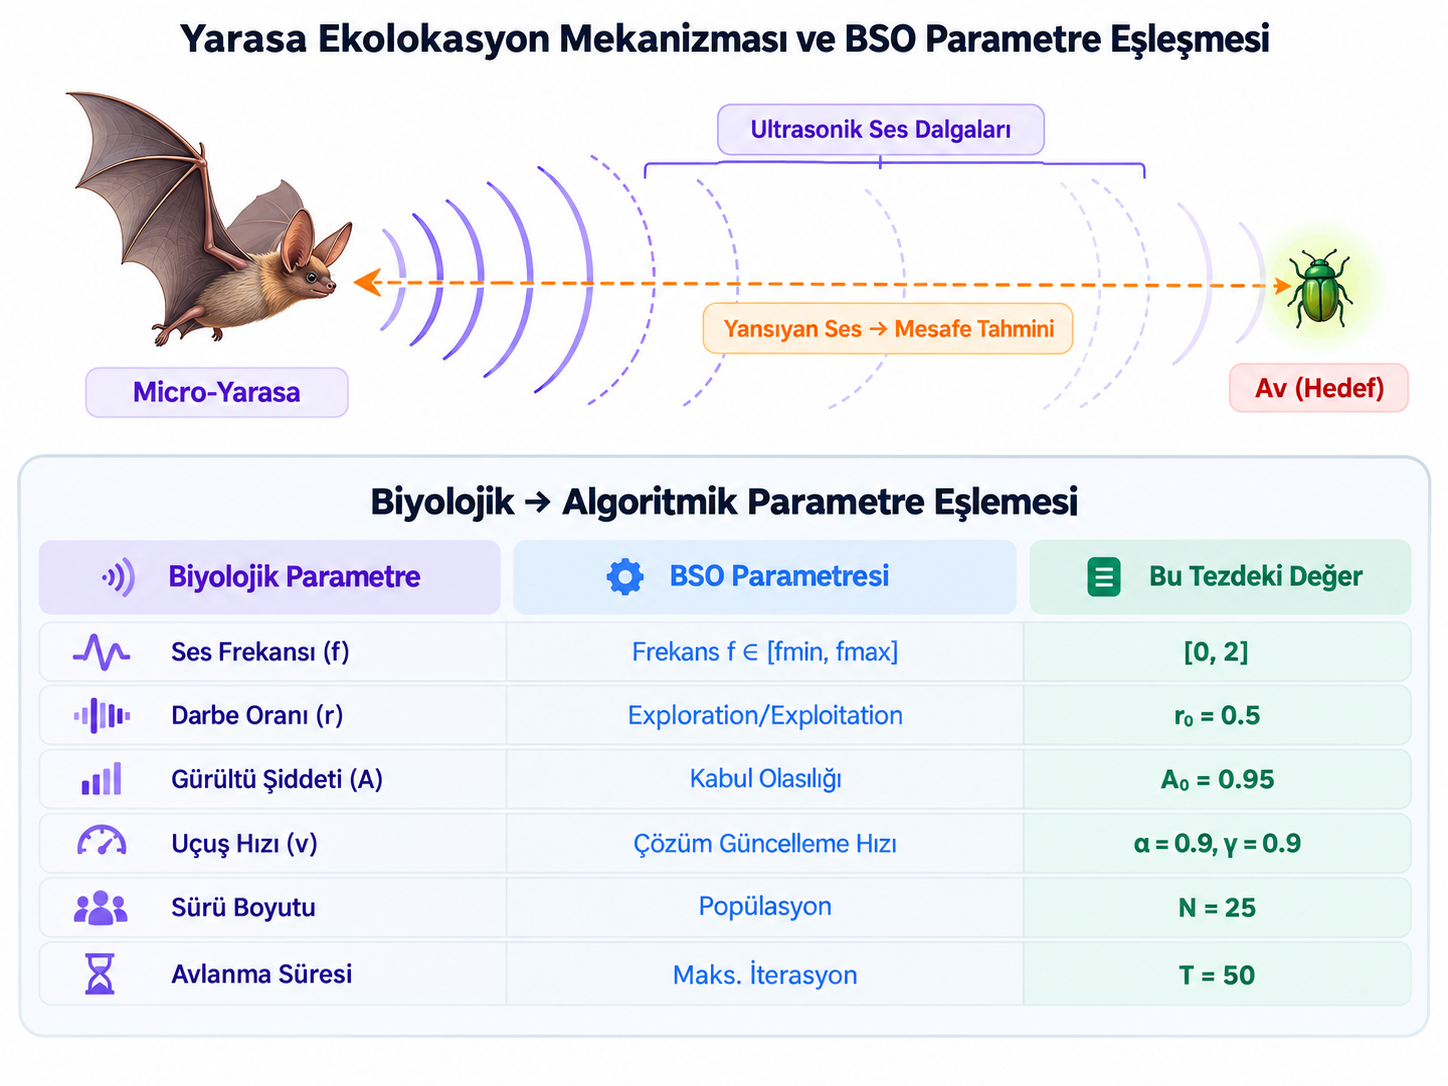 Yarasa Ekolokasyon Mekanizması ve BSO Parametre Eşleşmesi
Ultrasonik Ses Dalgaları
Yansıyan Ses → Mesafe Tahmini
Micro-Yarasa
Av (Hedef)
Biyolojik → Algoritmik Parametre Eşlemesi
Biyolojik Parametre
BSO Parametresi
Bu Tezdeki Değer
Ses Frekansı (f)
Frekans f ∈ [fmin, fmax]
[0, 2]
Darbe Oranı (r)
Exploration/Exploitation
r₀ = 0.5
Gürültü Şiddeti (A)
Kabul Olasılığı
A₀ = 0.95
Uçuş Hızı (v)
Çözüm Güncelleme Hızı
α = 0.9, γ = 0.9
Sürü Boyutu
Popülasyon
N = 25
Avlanma Süresi
Maks. İterasyon
T = 50